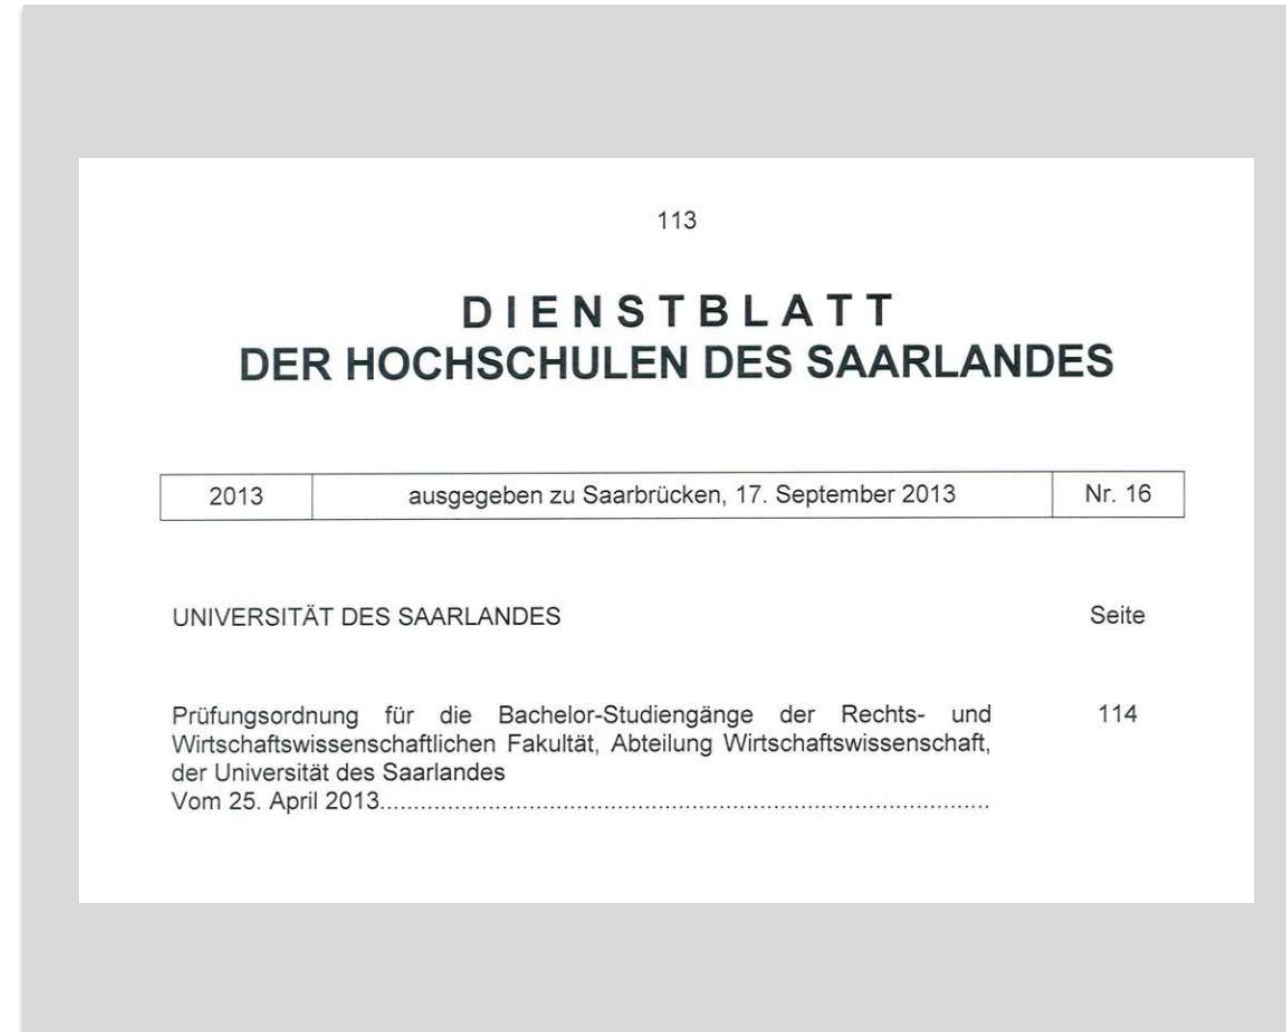 113
DIENSTBLATT
DER HOCHSCHULEN DES SAARLANDES
2013 ausgegeben zu Saarbrücken, 17. September 2013 Nr. 16
UNIVERSITÄT DES SAARLANDES Seite
Prüfungsordnung für die Bachelor-Studiengänge der Rechts- und 114
Wirtschaftswissenschaftlichen Fakultät, Abteilung Wirtschaftswissenschaft,
der Universität des Saarlandes
Vom 25. April 2013..........................................................................................